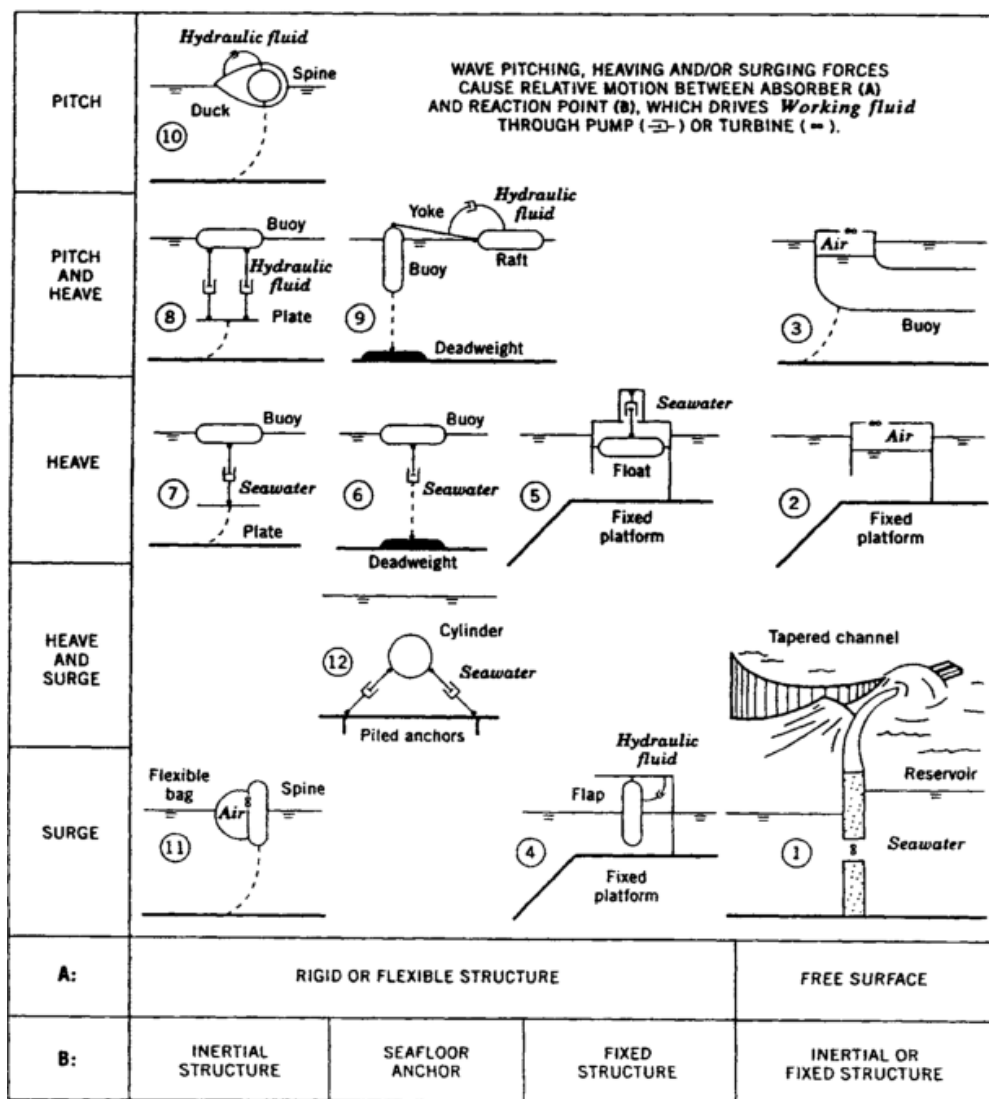 PITCH
Hydraulic fluid
Spine
Duck
10
WAVE PITCHING, HEAVING AND/OR SURGING FORCES
CAUSE RELATIVE MOTION BETWEEN ABSORBER (A)
AND REACTION POINT (B), WHICH DRIVES Working fluid
THROUGH PUMP ( ) OR TURBINE ( ∞ ).
PITCH
AND
HEAVE
Buoy
Hydraulic
fluid
Plate
8
Yoke
Hydraulic
fluid
Buoy
Raft
9
Deadweight
Air
3
Buoy
HEAVE
Buoy
Seawater
7
Plate
Buoy
Seawater
6
Deadweight
Seawater
Float
5
Fixed
platform
Air
2
Fixed
platform
HEAVE
AND
SURGE
Cylinder
12
Seawater
Piled anchors
Tapered channel
Reservoir
Seawater
1
SURGE
Flexible
bag
Spine
Air
11
Hydraulic
fluid
Flap
4
Fixed
platform
A:
RIGID OR FLEXIBLE STRUCTURE
FREE SURFACE
B:
INERTIAL
STRUCTURE
SEAFLOOR
ANCHOR
FIXED
STRUCTURE
INERTIAL OR
FIXED STRUCTURE